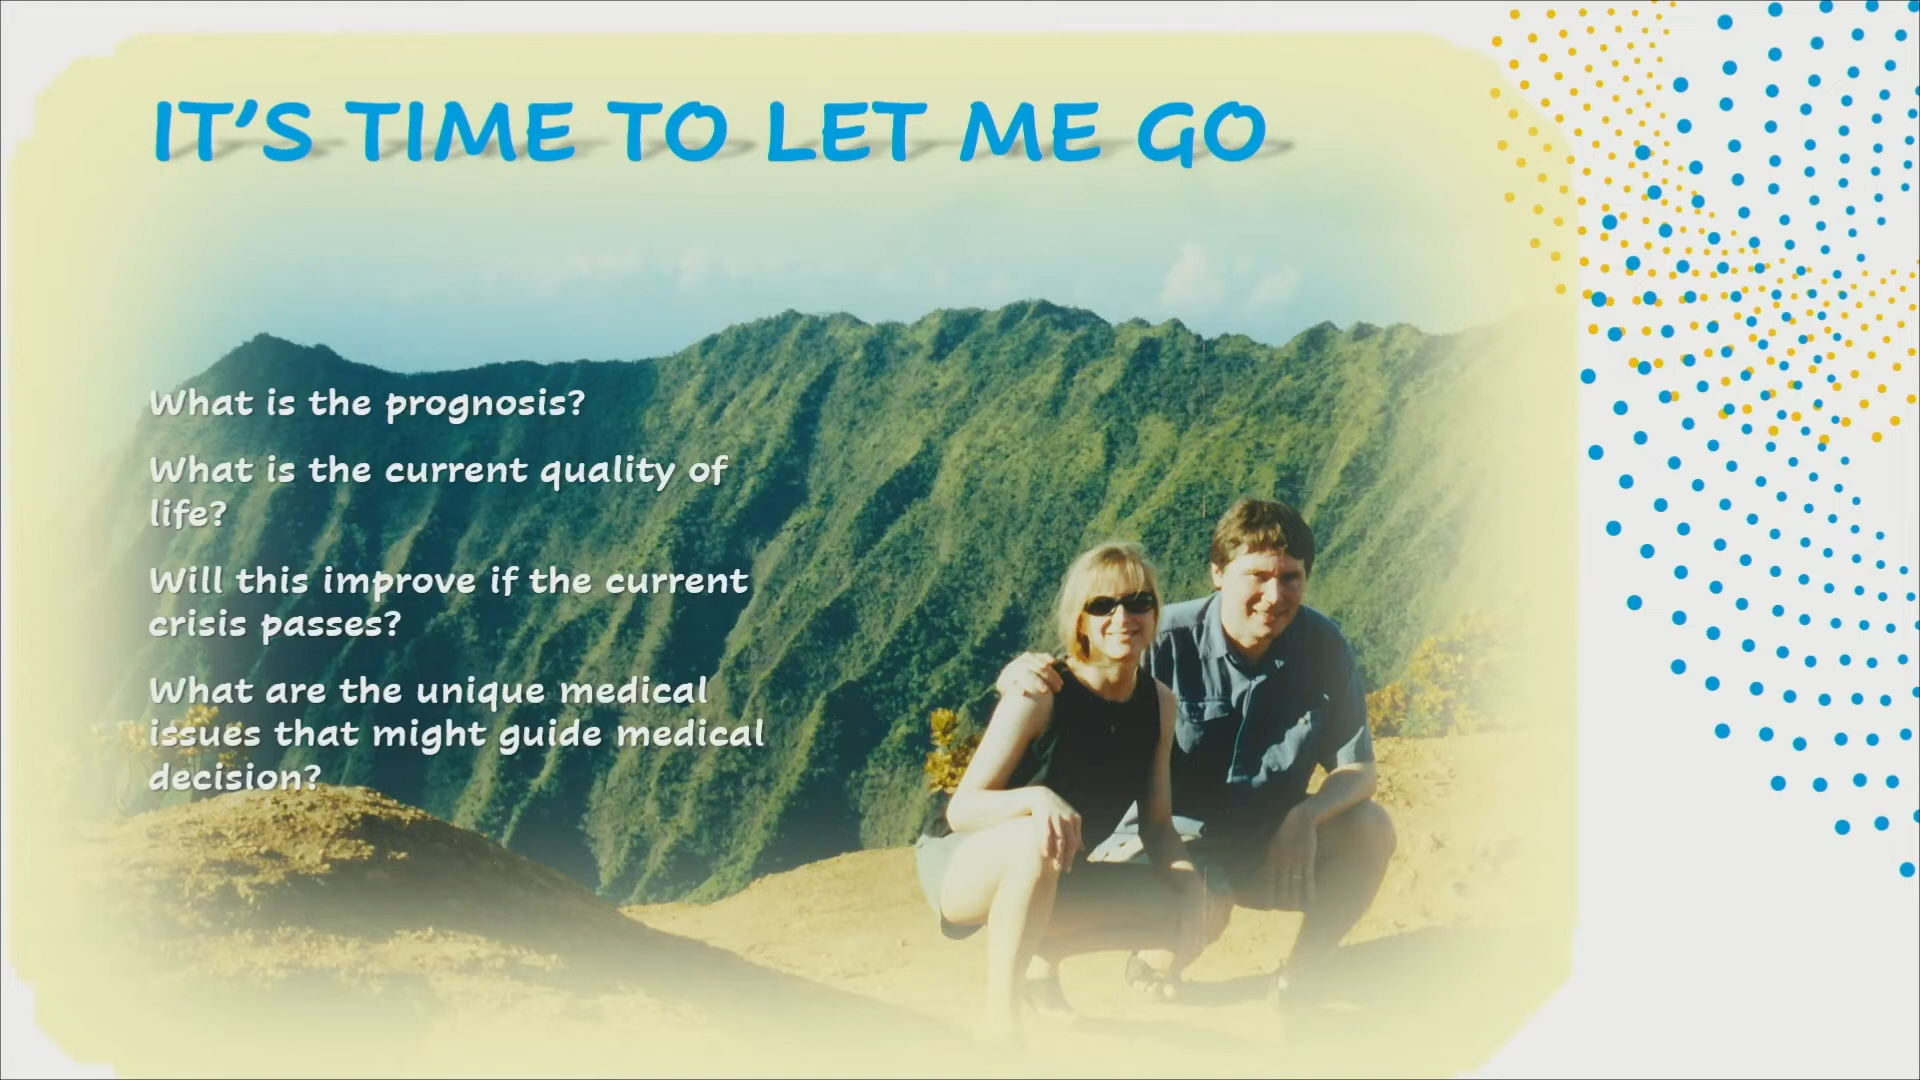 IT'S TIME TO LET ME GO
What is the prognosis?
What is the current quality of
life?
Will this improve if the current
crisis passes?
What are the unique medical
issues that might guide medical
decision?